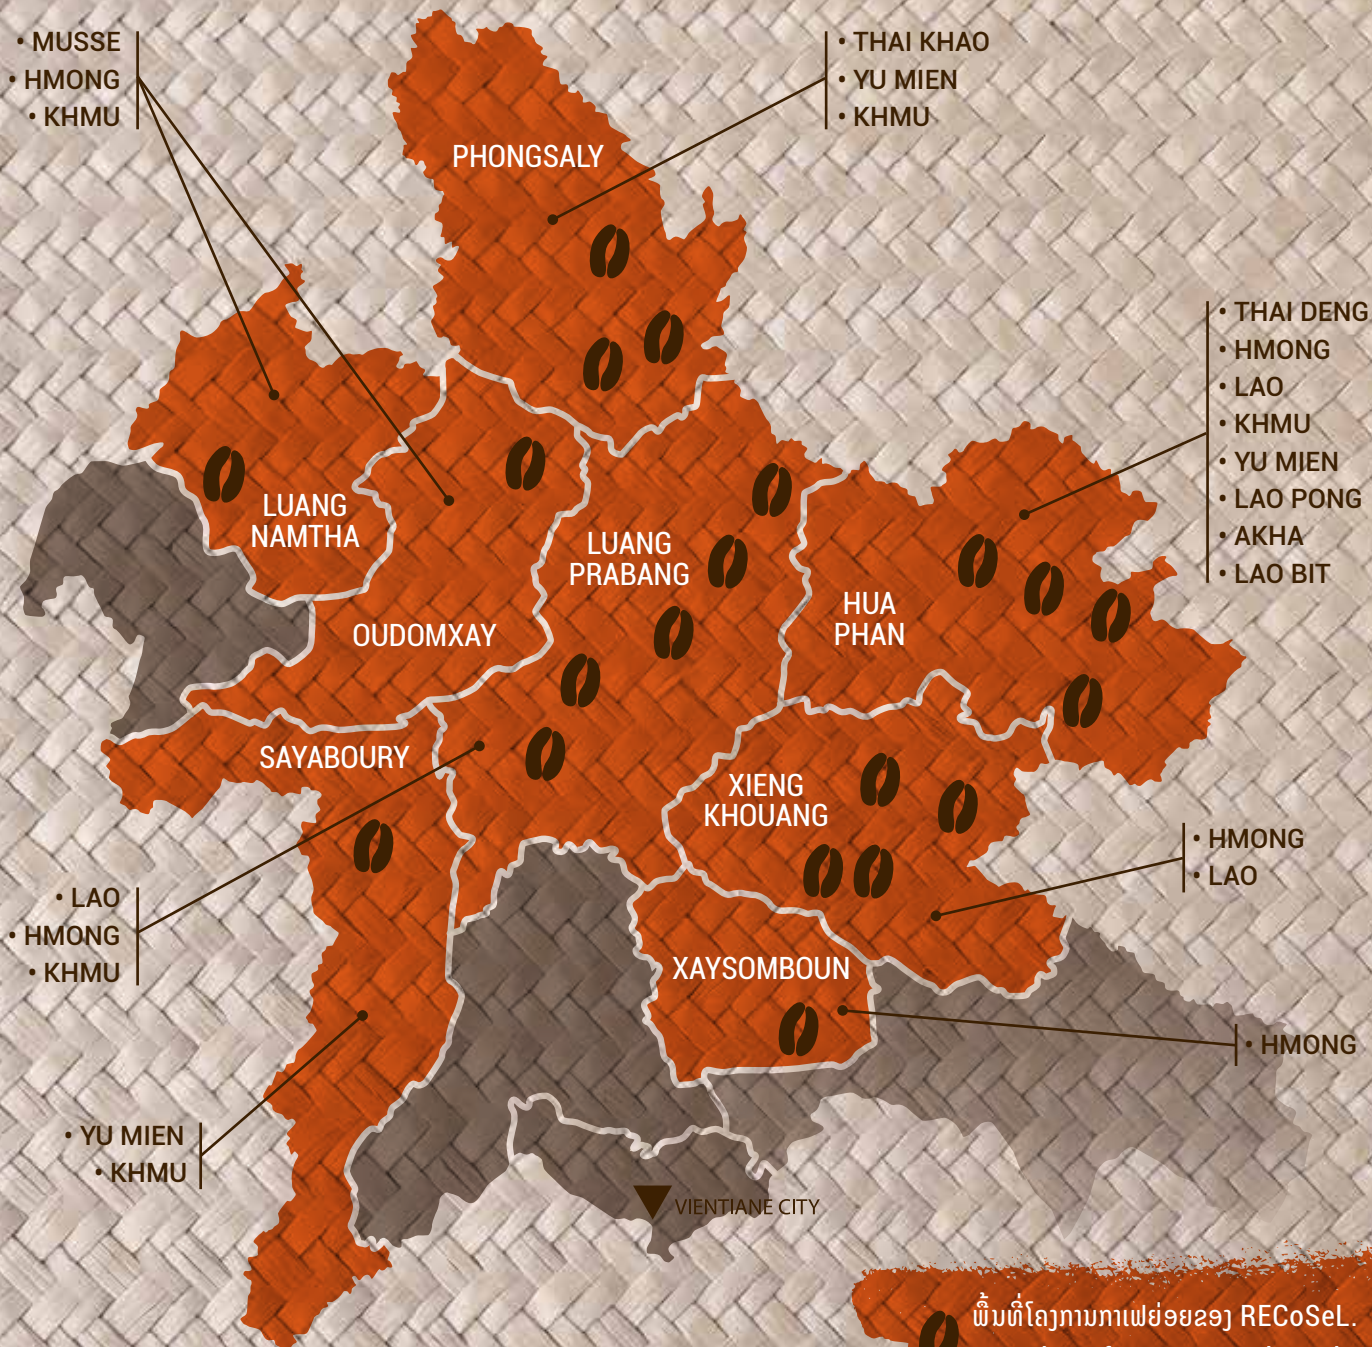 • MUSSE
• HMONG
• KHMU
• THAI KHAO
• YU MIEN
• KHMU
PHONGSALY
• THAI DENG
• HMONG
• LAO
• KHMU
• YU MIEN
• LAO PONG
• AKHA
• LAO BIT
LUANG
NAMTHA
LUANG
PRABANG
HUA
PHAN
OUDOMXAY
SAYABOURY
XIENG
KHOUANG
• HMONG
• LAO
• LAO
• HMONG
• KHMU
XAYSOMBOUN
• HMONG
• YU MIEN
• KHMU
VIENTIANE CITY
ພື້ນທີ່ໂຄງການກາເຟຍ່ອຍຂອງ RECoSeL.